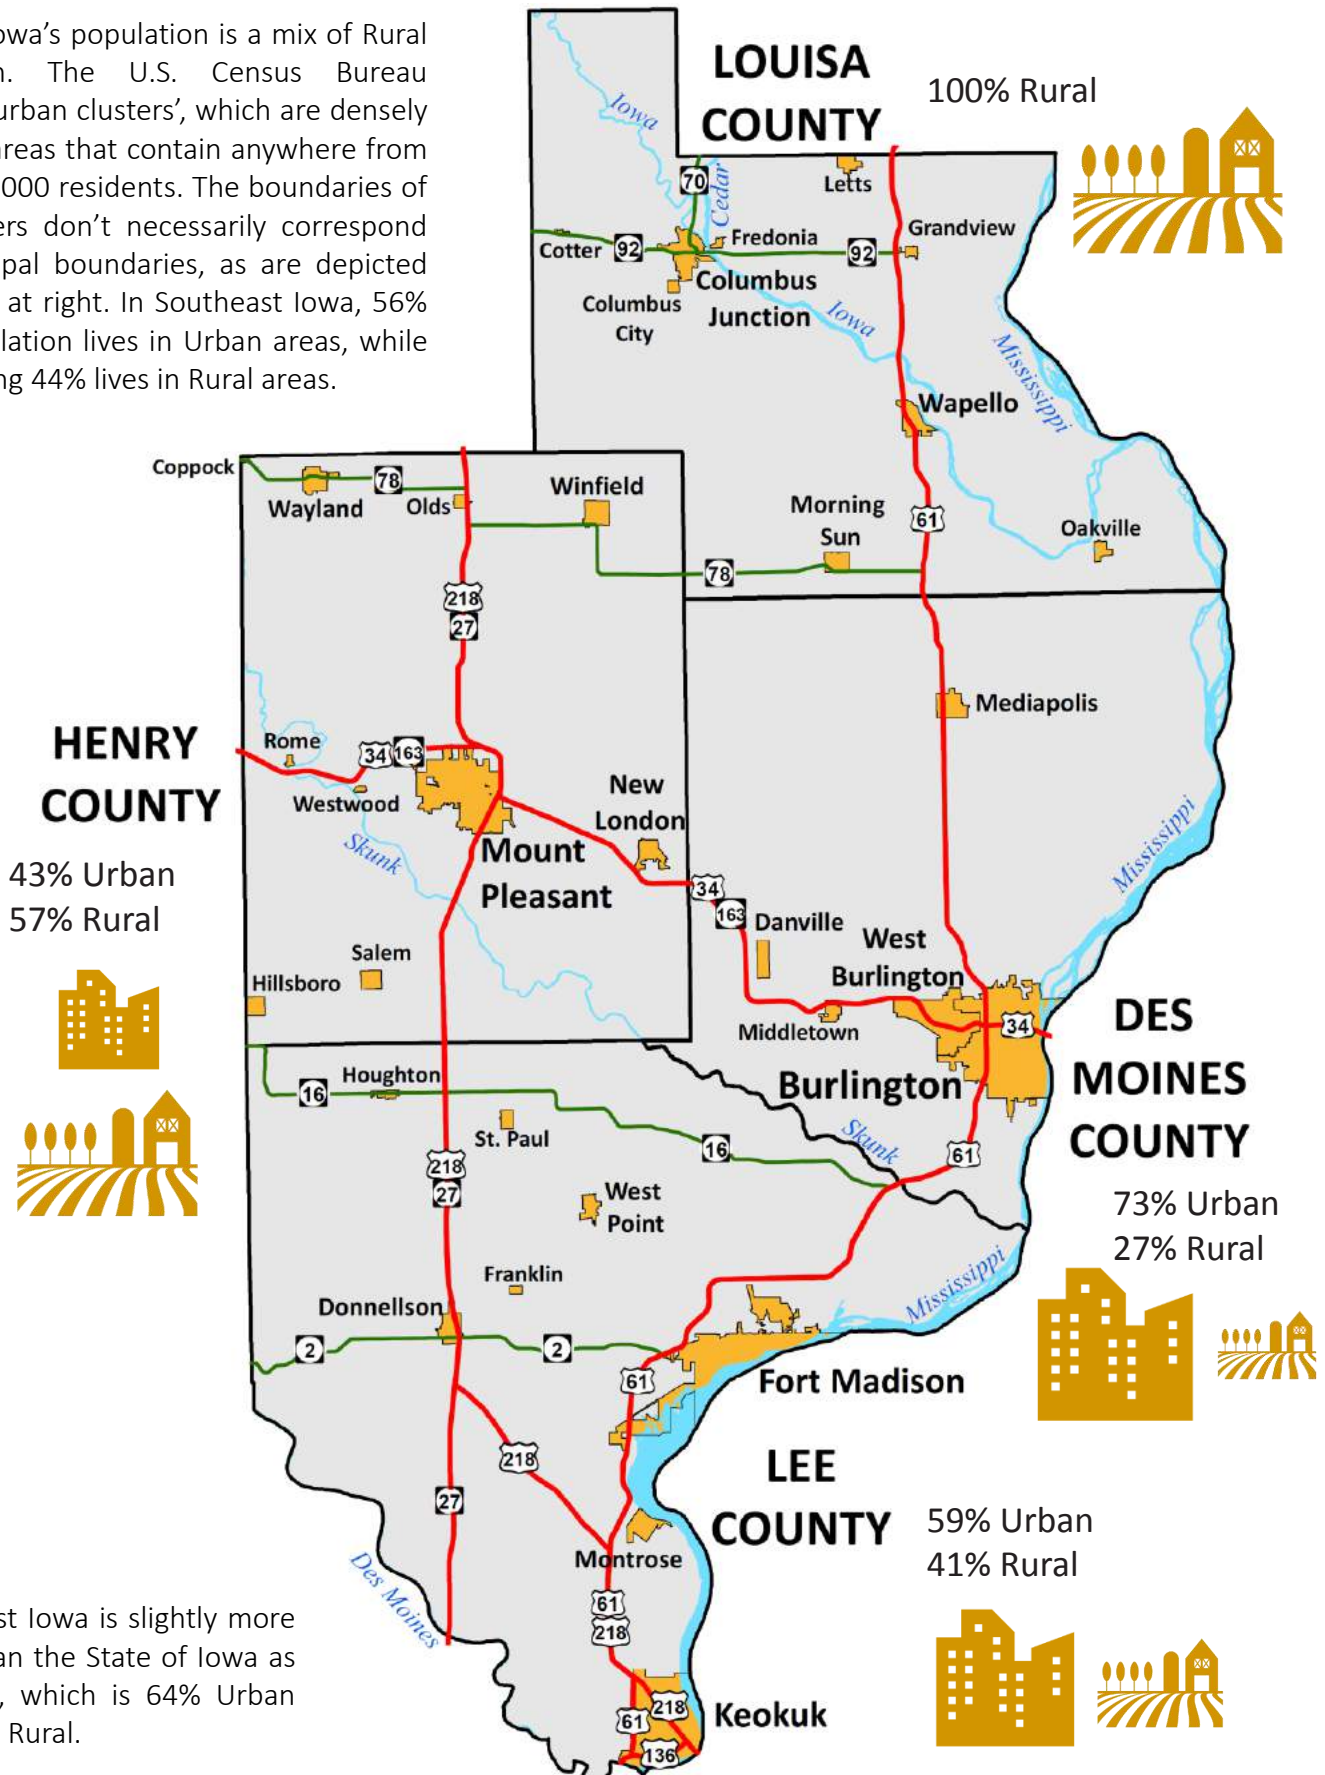 owa’s population is a mix of Rural
n. The U.S. Census Bureau
urban clusters’, which are densely
areas that contain anywhere from
,000 residents. The boundaries of
ers don’t necessarily correspond
pal boundaries, as are depicted
at right. In Southeast Iowa, 56%
ulation lives in Urban areas, while
ng 44% lives in Rural areas.
LOUISA
COUNTY
100% Rural
Iowa
Cedar
70
Letts
Cotter
92
Fredonia
92
Grandview
Columbus
Junction
Columbus
City
Iowa
Mississippi
Wapello
Morning
Sun
61
Oakville
78
Coppock
Wayland
78
Olds
Winfield
218
27
HENRY
COUNTY
43% Urban
57% Rural
Rome
34
163
Westwood
Skunk
Mount
Pleasant
New
London
Salem
Hillsboro
Mediapolis
Mississippi
34
163
Danville
West
Burlington
Middletown
34
Burlington
DES
MOINES
COUNTY
73% Urban
27% Rural
Skunk
61
16
Houghton
St. Paul
16
218
27
West
Point
Franklin
Donnellson
2
2
Mississippi
61
Fort Madison
218
27
LEE
COUNTY
59% Urban
41% Rural
Montrose
Des Moines
61
218
Keokuk
218
61
136
st Iowa is slightly more
an the State of Iowa as
, which is 64% Urban
Rural.